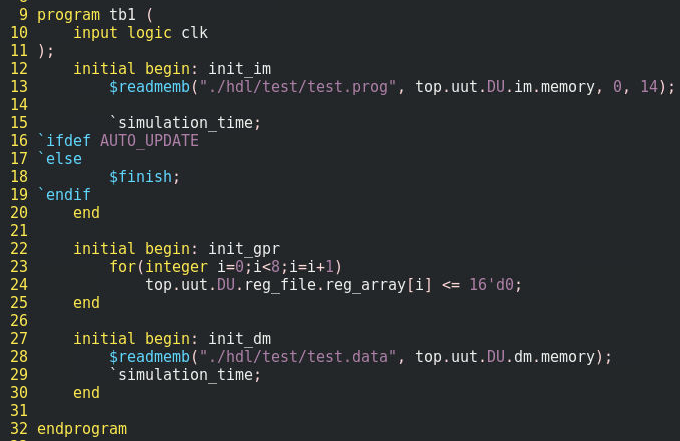 9 program tb1 (
10     input logic clk
11 );
12     initial begin: init_im
13         $readmemb("./hdl/test/test.prog", top.uut.DU.im.memory, 0, 14);
14
15         `simulation_time;
16 `ifdef AUTO_UPDATE
17 `else
18         $finish;
19 `endif
20     end
21
22     initial begin: init_gpr
23         for(integer i=0;i<8;i=i+1)
24             top.uut.DU.reg_file.reg_array[i] <= 16'd0;
25     end
26
27     initial begin: init_dm
28         $readmemb("./hdl/test/test.data", top.uut.DU.dm.memory);
29         `simulation_time;
30     end
31
32 endprogram